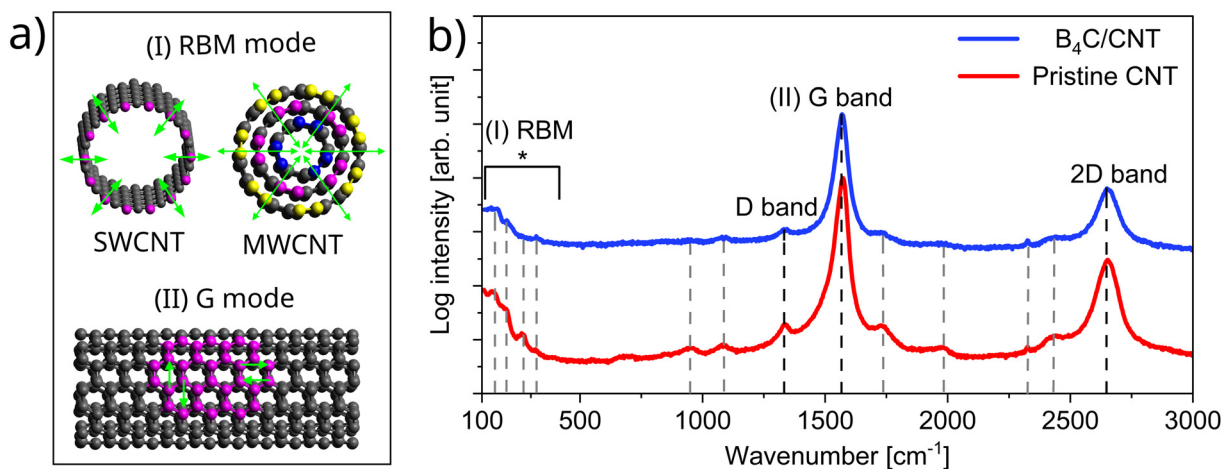 a)
(I) RBM mode
SWCNT
MWCNT
(II) G mode
b)
B₄C/CNT
Pristine CNT
(II) G band
(I) RBM
*
D band
2D band
Log intensity [arb. unit]
100 500 1000 1500 2000 2500 3000
Wavenumber [cm⁻¹]